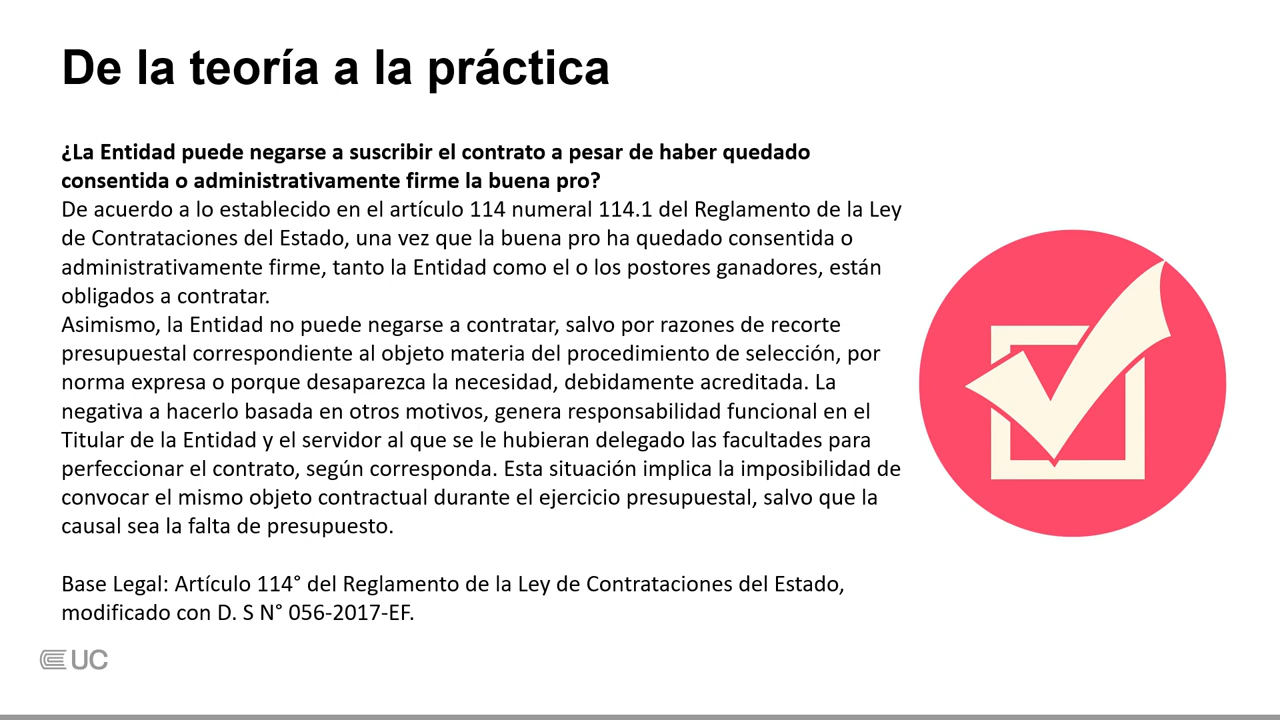 De la teoría a la práctica
¿La Entidad puede negarse a suscribir el contrato a pesar de haber quedado
consentida o administrativamente firme la buena pro?
De acuerdo a lo establecido en el artículo 114 numeral 114.1 del Reglamento de la Ley
de Contrataciones del Estado, una vez que la buena pro ha quedado consentida o
administrativamente firme, tanto la Entidad como el o los postores ganadores, están
obligados a contratar.
Asimismo, la Entidad no puede negarse a contratar, salvo por razones de recorte
presupuestal correspondiente al objeto materia del procedimiento de selección, por
norma expresa o porque desaparezca la necesidad, debidamente acreditada. La
negativa a hacerlo basada en otros motivos, genera responsabilidad funcional en el
Titular de la Entidad y el servidor al que se le hubieran delegado las facultades para
perfeccionar el contrato, según corresponda. Esta situación implica la imposibilidad de
convocar el mismo objeto contractual durante el ejercicio presupuestal, salvo que la
causal sea la falta de presupuesto.
Base Legal: Artículo 114° del Reglamento de la Ley de Contrataciones del Estado,
modificado con D. S N° 056-2017-EF.
UC